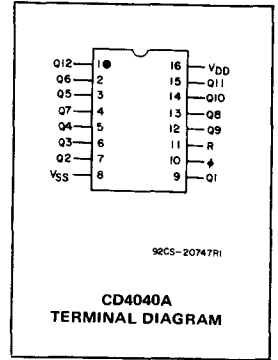 Q12 1 16 VDD
Q6 2 15 Q11
Q5 3 14 Q10
Q7 4 13 Q8
Q4 5 12 Q9
Q3 6 11 R
Q2 7 10 ϕ
VSS 8 9 Q1
92CS-20747R1
CD4040A
TERMINAL DIAGRAM